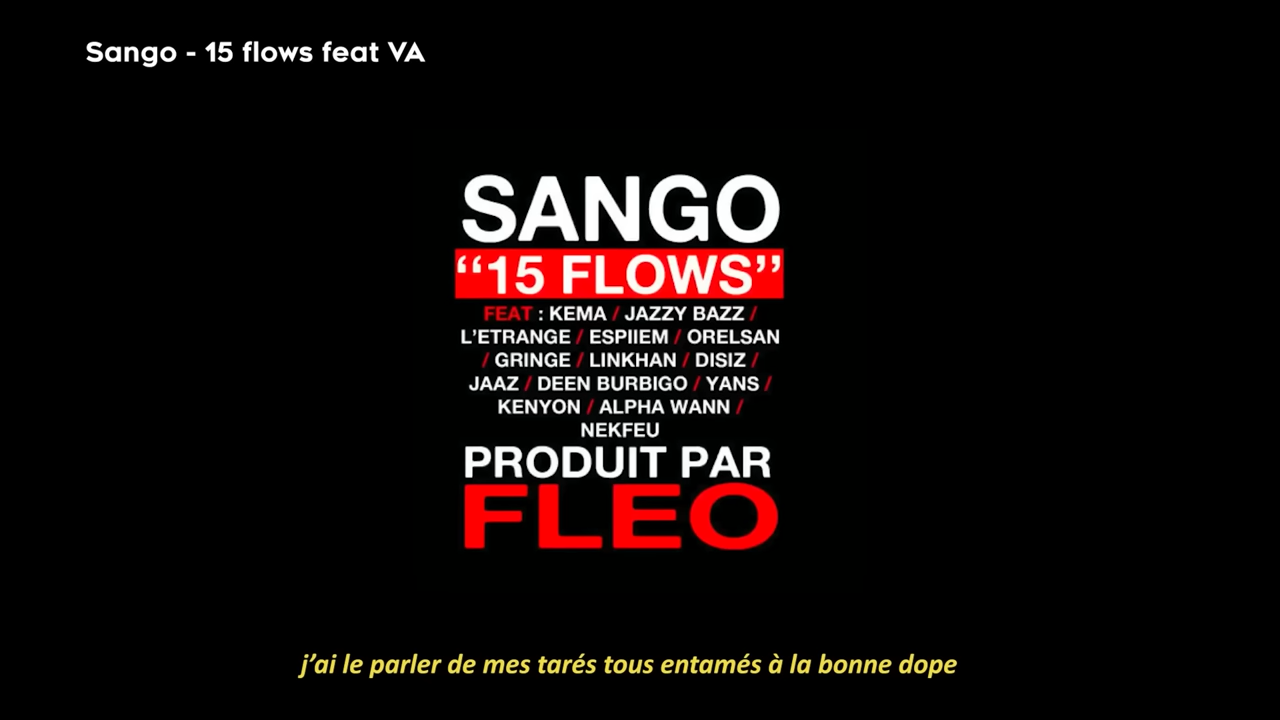 Sango - 15 flows feat VA
SANGO
“15 FLOWS”
FEAT : KEMA / JAZZY BAZZ /
L’ETRANGE / ESPIIEM / ORELSAN
/ GRINGE / LINKHAN / DISIZ /
JAAZ / DEEN BURBIGO / YANS /
KENYON / ALPHA WANN /
NEKFEU
PRODUIT PAR
FLEO
j’ai le parler de mes tarés tous entamés à la bonne dope